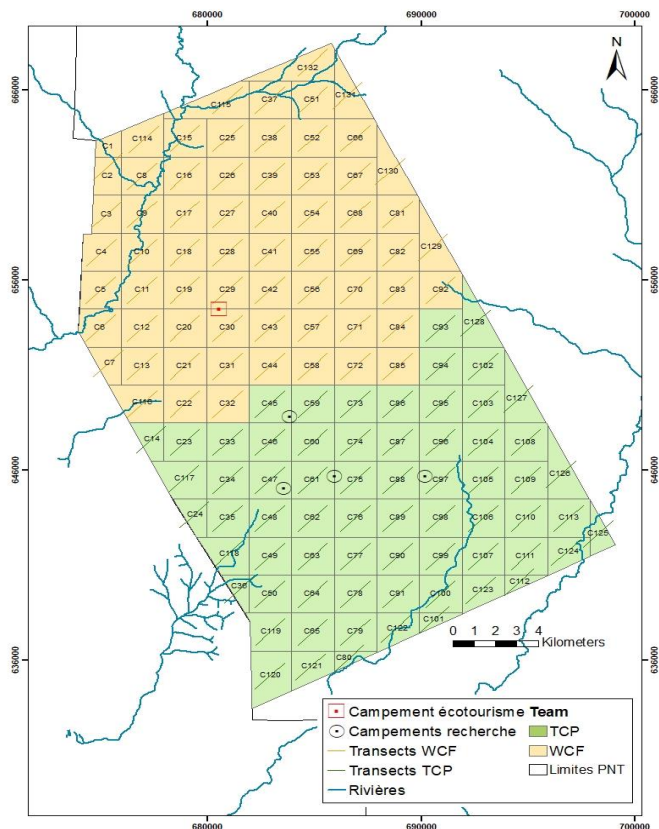 680000 690000 700000
N
660000 660000
C132
C115 C37 C51 C131
C1 C114 C15 C25 C38 C52 C66
C2 C8 C16 C26 C39 C53 C67 C130
C3 C9 C17 C27 C40 C54 C68 C81
C4 C10 C18 C28 C41 C55 C69 C82 C129
650000 650000
C5 C11 C19 C29 C42 C56 C70 C83 C92
C6 C12 C20 C30 C43 C57 C71 C84 C93 C128
C7 C13 C21 C31 C44 C58 C72 C85 C94 C102
C116 C22 C32 C45 C59 C73 C86 C95 C103 C127
C14 C23 C33 C46 C60 C74 C87 C96 C104 C108
645000 645000
C117 C34 C47 C61 C75 C88 C97 C105 C109 C126
C24 C35 C48 C62 C76 C89 C98 C106 C110 C113 C125
C118 C49 C63 C77 C90 C99 C107 C111 C124
C36 C50 C64 C78 C91 C100 C123 C112
C119 C65 C79 C122 C101
0 1 2 3 4
Kilometers
635000 635000
C120 C121 C80
Campement écotourisme Team
Campements recherche TCP
Transects WCF WCF
Transects TCP Limites PNT
Rivières
680000 690000 700000